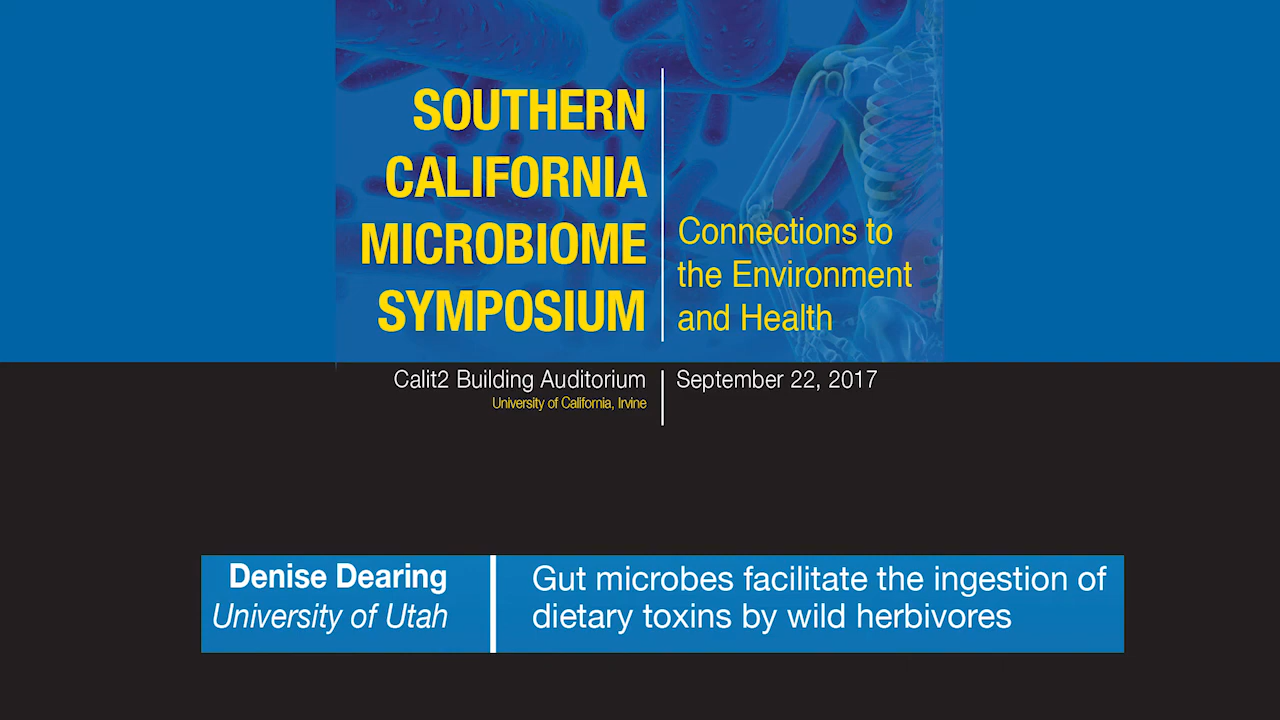 SOUTHERN
CALIFORNIA
MICROBIOME
SYMPOSIUM
Connections to
the Environment
and Health
Calit2 Building Auditorium
University of California, Irvine
September 22, 2017
Denise Dearing
University of Utah
Gut microbes facilitate the ingestion of
dietary toxins by wild herbivores